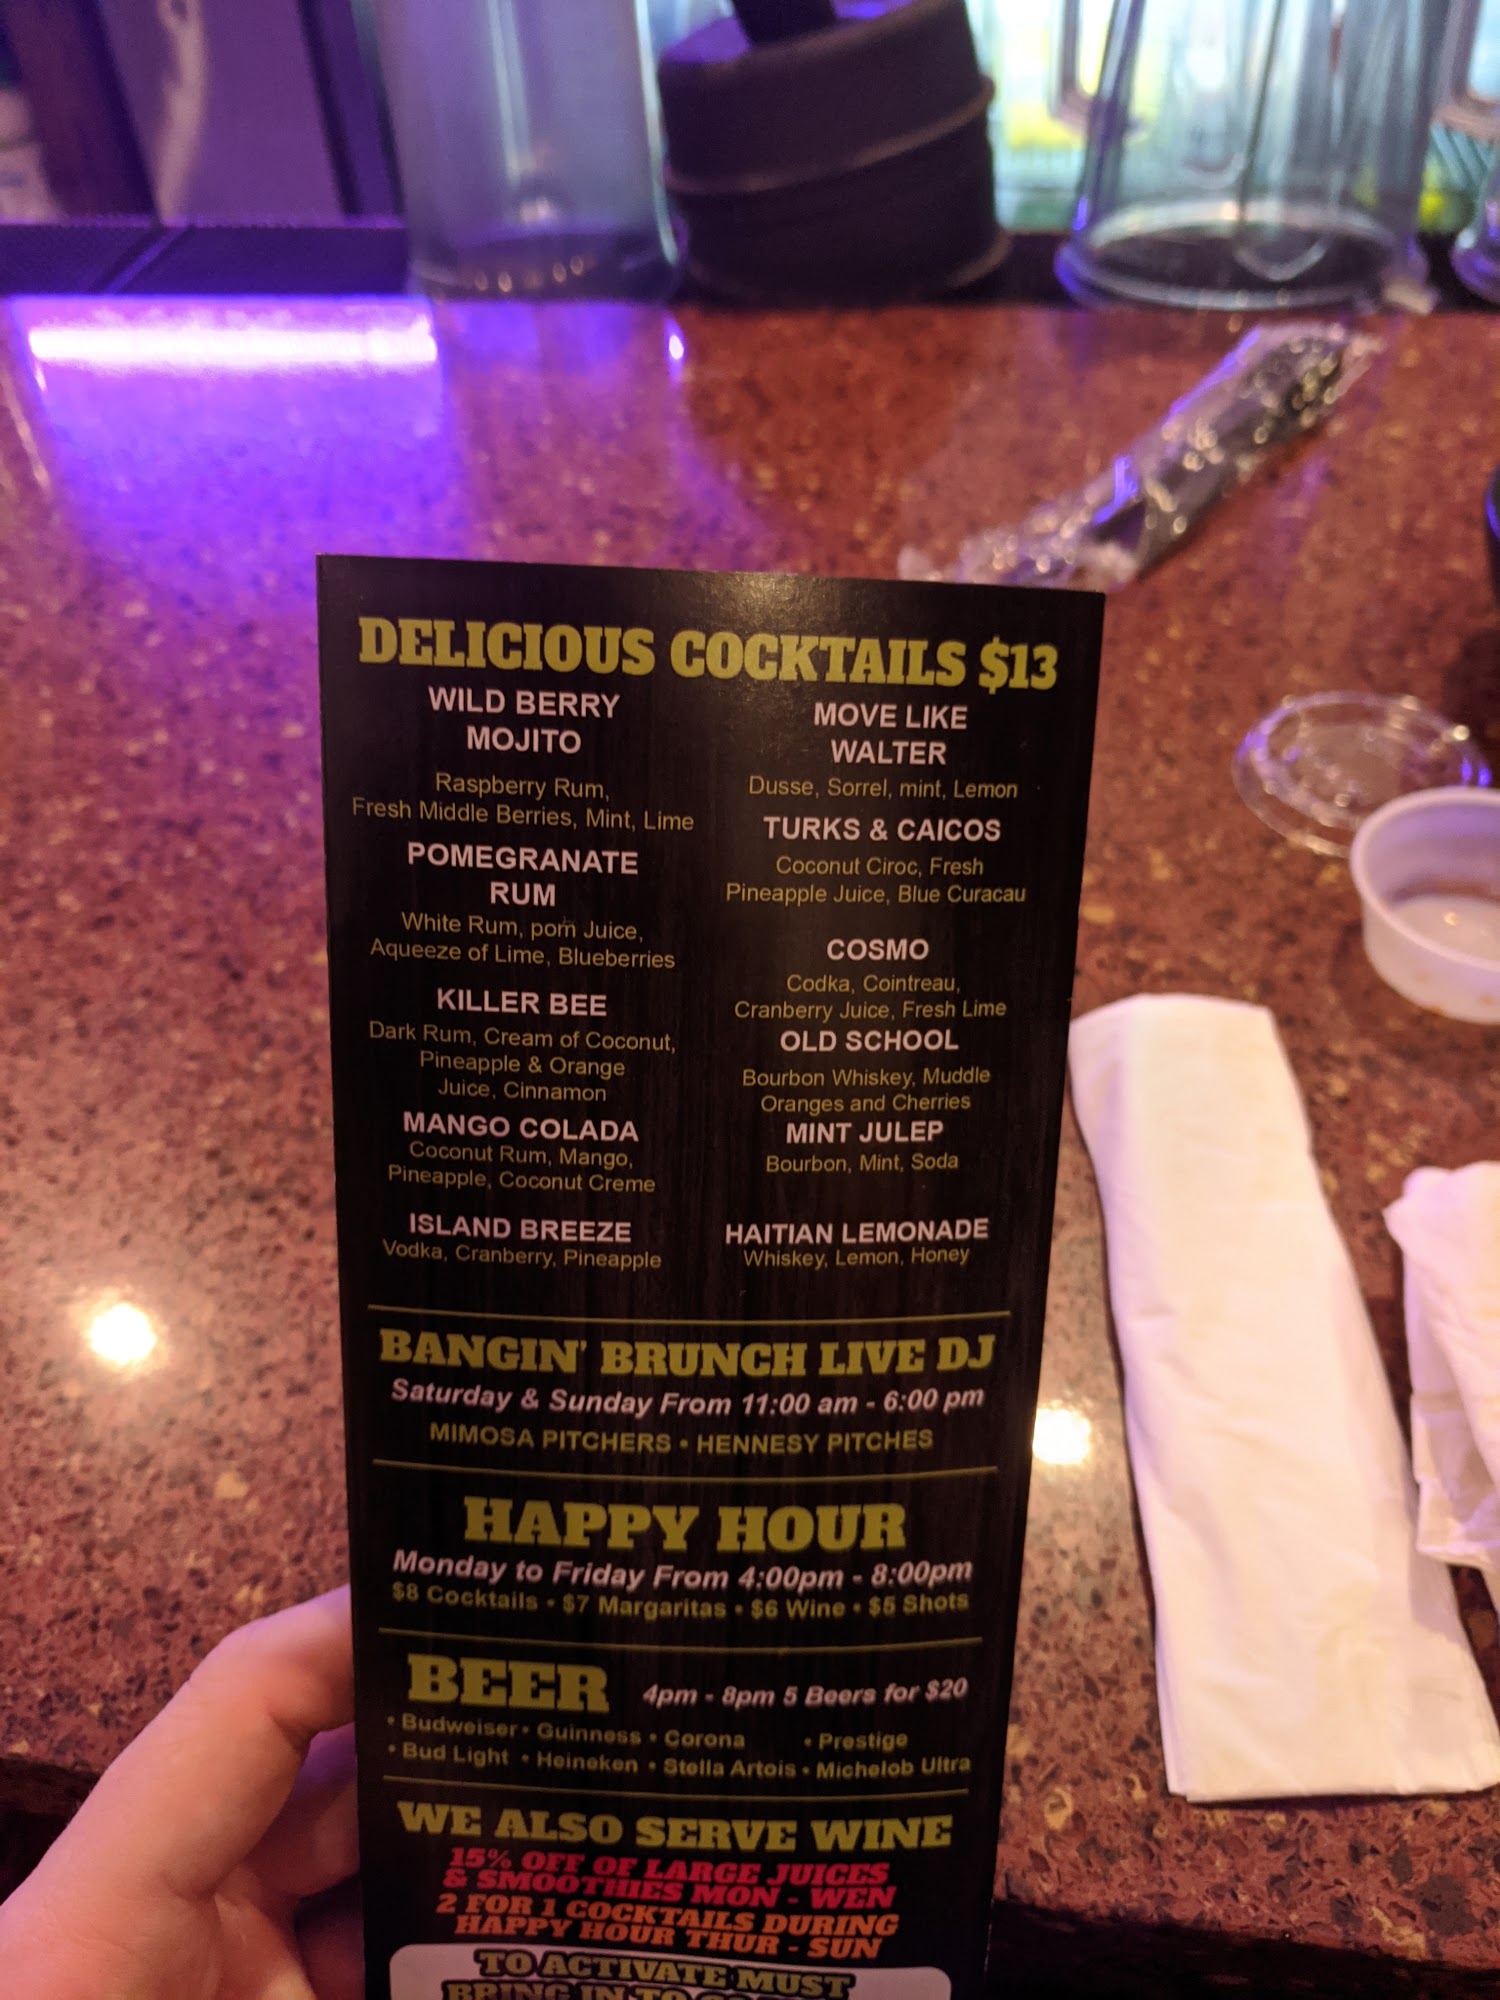 DELICIOUS COCKTAILS $13
WILD BERRY
MOJITO
Raspberry Rum,
Fresh Middle Berries, Mint, Lime
POMEGRANATE
RUM
White Rum, pom Juice,
Aqueeze of Lime, Blueberries
KILLER BEE
Dark Rum, Cream of Coconut,
Pineapple & Orange
Juice, Cinnamon
MANGO COLADA
Coconut Rum, Mango,
Pineapple, Coconut Creme
ISLAND BREEZE
Vodka, Cranberry, Pineapple
MOVE LIKE
WALTER
Dusse, Sorrel, mint, Lemon
TURKS & CAICOS
Coconut Ciroc, Fresh
Pineapple Juice, Blue Curacau
COSMO
Codka, Cointreau,
Cranberry Juice, Fresh Lime
OLD SCHOOL
Bourbon Whiskey, Muddle
Oranges and Cherries
MINT JULEP
Bourbon, Mint, Soda
HAITIAN LEMONADE
Whiskey, Lemon, Honey
BANGIN' BRUNCH LIVE DJ
Saturday & Sunday From 11:00 am - 6:00 pm
MIMOSA PITCHERS • HENNESY PITCHES
HAPPY HOUR
Monday to Friday From 4:00pm - 8:00pm
$8 Cocktails • $7 Margaritas • $6 Wine • $5 Shots
BEER 4pm - 8pm 5 Beers for $20
• Budweiser • Guinness • Corona • Prestige
• Bud Light • Heineken • Stella Artois • Michelob Ultra
WE ALSO SERVE WINE
15% OFF OF LARGE JUICES
& SMOOTHIES MON - WEN
2 FOR 1 COCKTAILS DURING
HAPPY HOUR THUR - SUN
TO ACTIVATE MUST
BRING IN TO